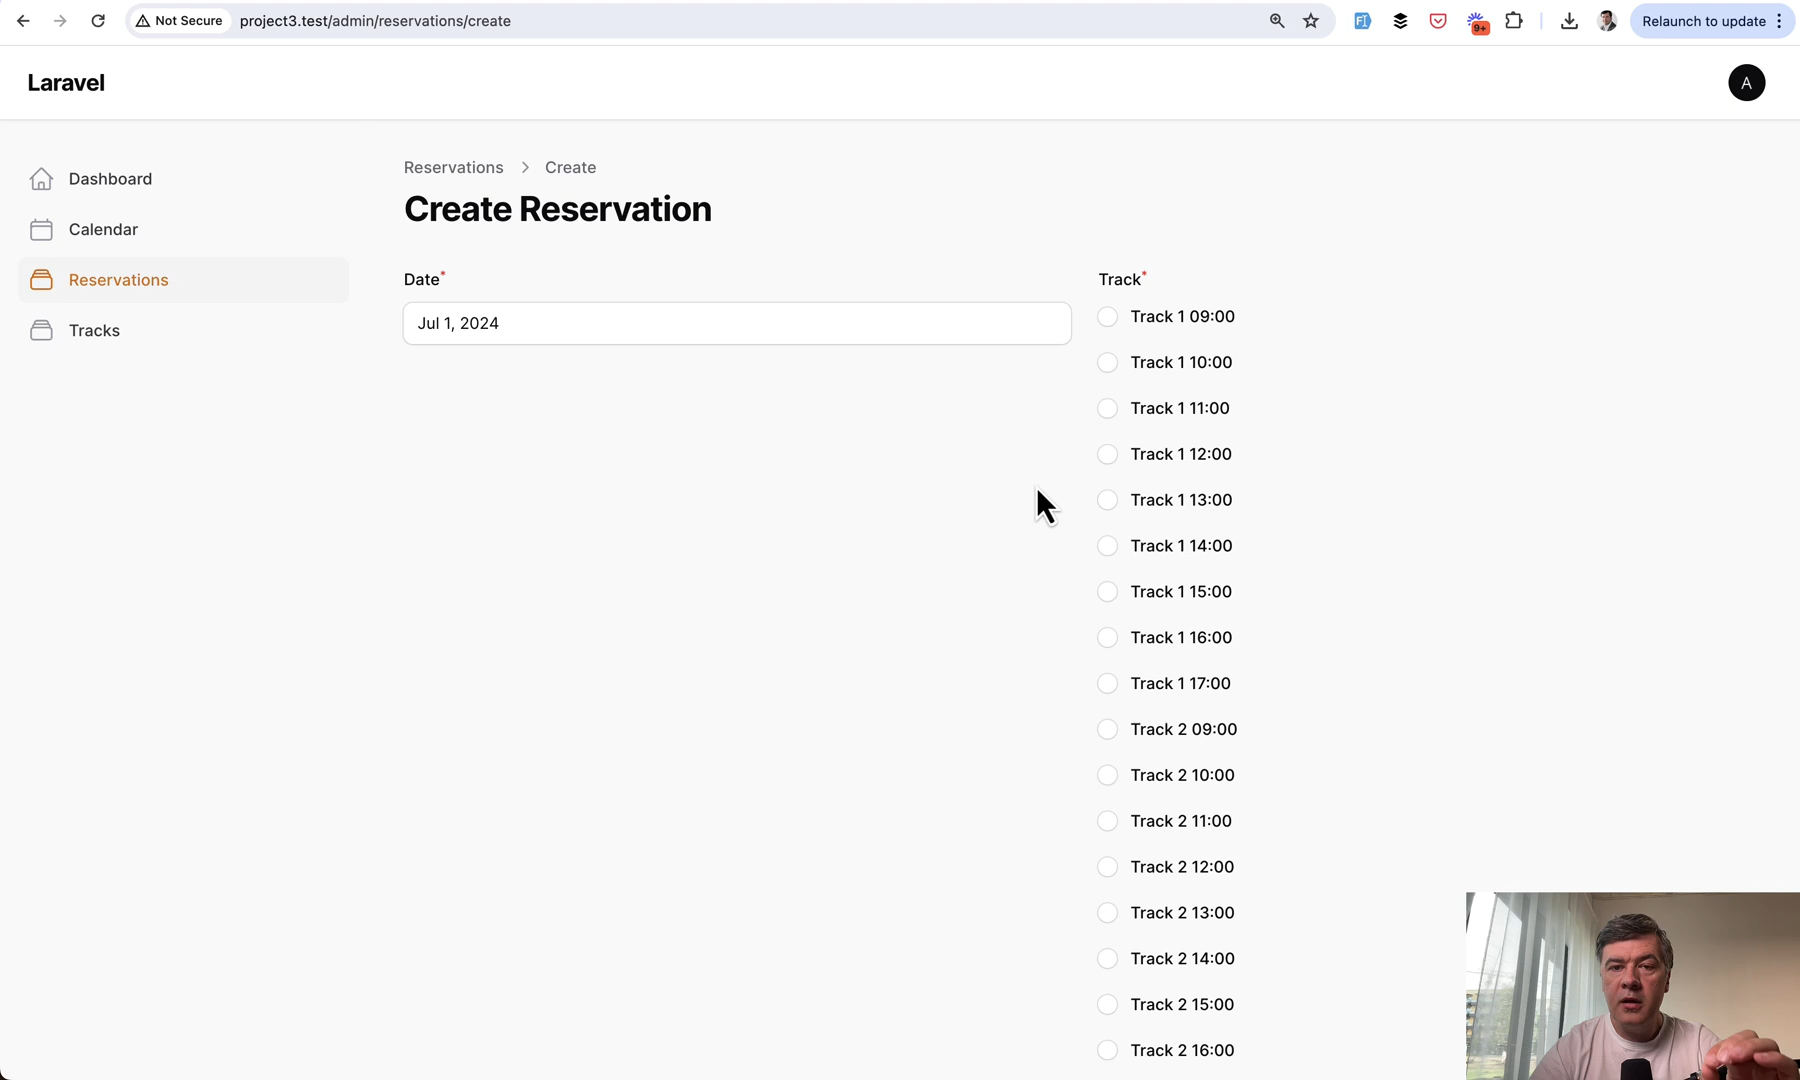 Not Secure
project3.test/admin/reservations/create
9+
Relaunch to update
Laravel
A
Dashboard
Calendar
Reservations
Tracks
Reservations > Create
Create Reservation
Date*
Jul 1, 2024
Track*
Track 1 09:00
Track 1 10:00
Track 1 11:00
Track 1 12:00
Track 1 13:00
Track 1 14:00
Track 1 15:00
Track 1 16:00
Track 1 17:00
Track 2 09:00
Track 2 10:00
Track 2 11:00
Track 2 12:00
Track 2 13:00
Track 2 14:00
Track 2 15:00
Track 2 16:00